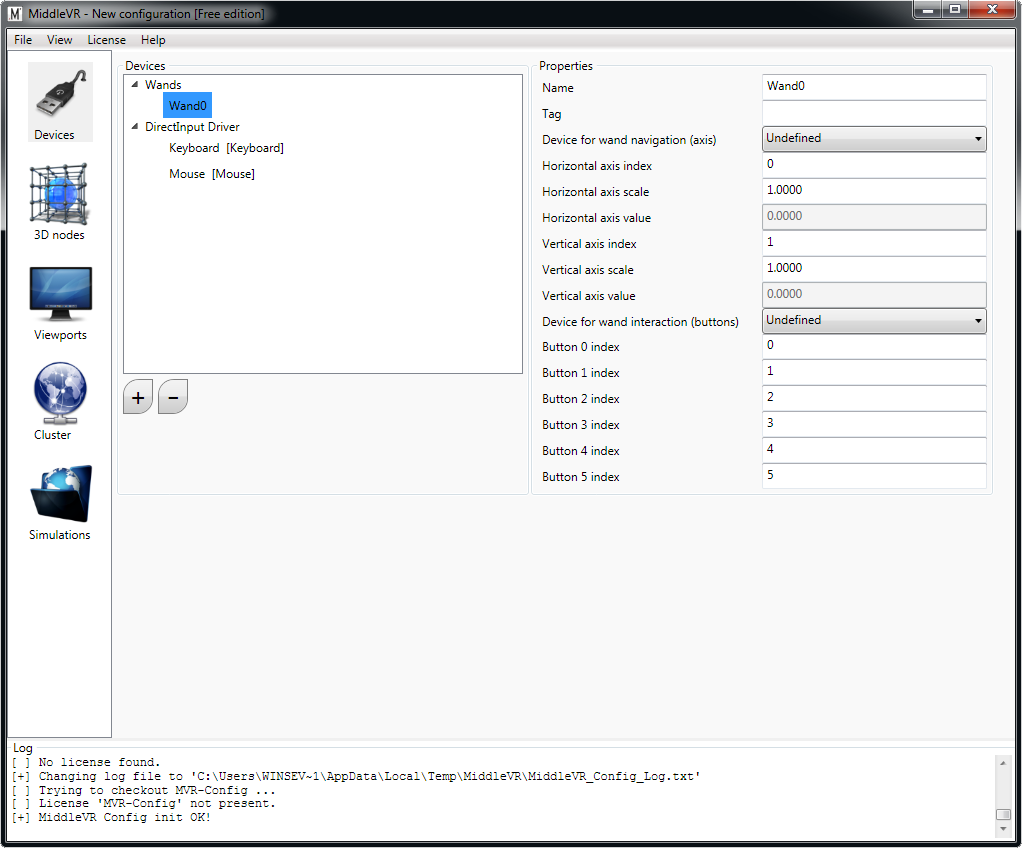 MiddleVR - New configuration [Free edition]
File View License Help
Devices
3D nodes
Viewports
Cluster
Simulations
Devices
Wands
Wand0
DirectInput Driver
Keyboard [Keyboard]
Mouse [Mouse]
+ −
Properties
Name Wand0
Tag
Device for wand navigation (axis) Undefined
Horizontal axis index 0
Horizontal axis scale 1.0000
Horizontal axis value 0.0000
Vertical axis index 1
Vertical axis scale 1.0000
Vertical axis value 0.0000
Device for wand interaction (buttons) Undefined
Button 0 index 0
Button 1 index 1
Button 2 index 2
Button 3 index 3
Button 4 index 4
Button 5 index 5
Log
[ ] No license found.
[+] Changing log file to 'C:\Users\WINSEV~1\AppData\Local\Temp\MiddleVR\MiddleVR_Config_Log.txt'
[ ] Trying to checkout MVR-Config ...
[ ] License 'MVR-Config' not present.
[+] MiddleVR Config init OK!